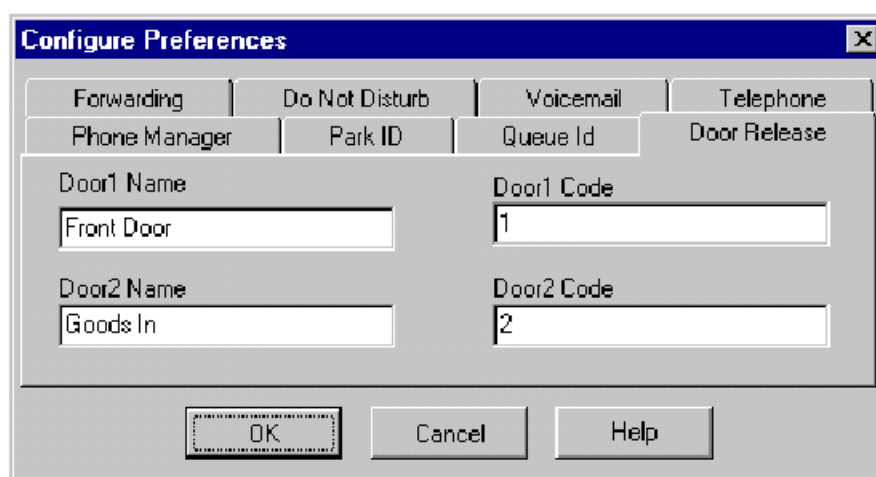 Configure Preferences
Forwarding Do Not Disturb Voicemail Telephone
Phone Manager Park ID Queue Id Door Release
Door1 Name Door1 Code
Front Door 1
Door2 Name Door2 Code
Goods In 2
OK Cancel Help